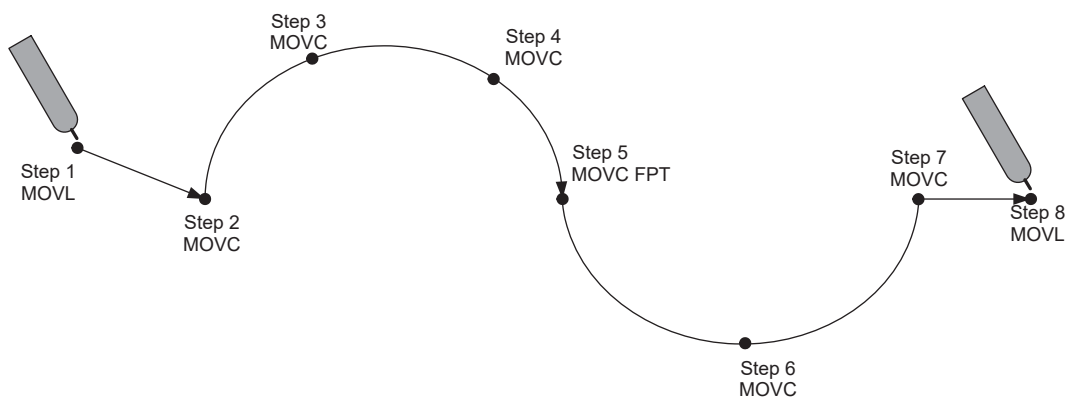 Step 1
MOVL
Step 2
MOVC
Step 3
MOVC
Step 4
MOVC
Step 5
MOVC FPT
Step 6
MOVC
Step 7
MOVC
Step 8
MOVL